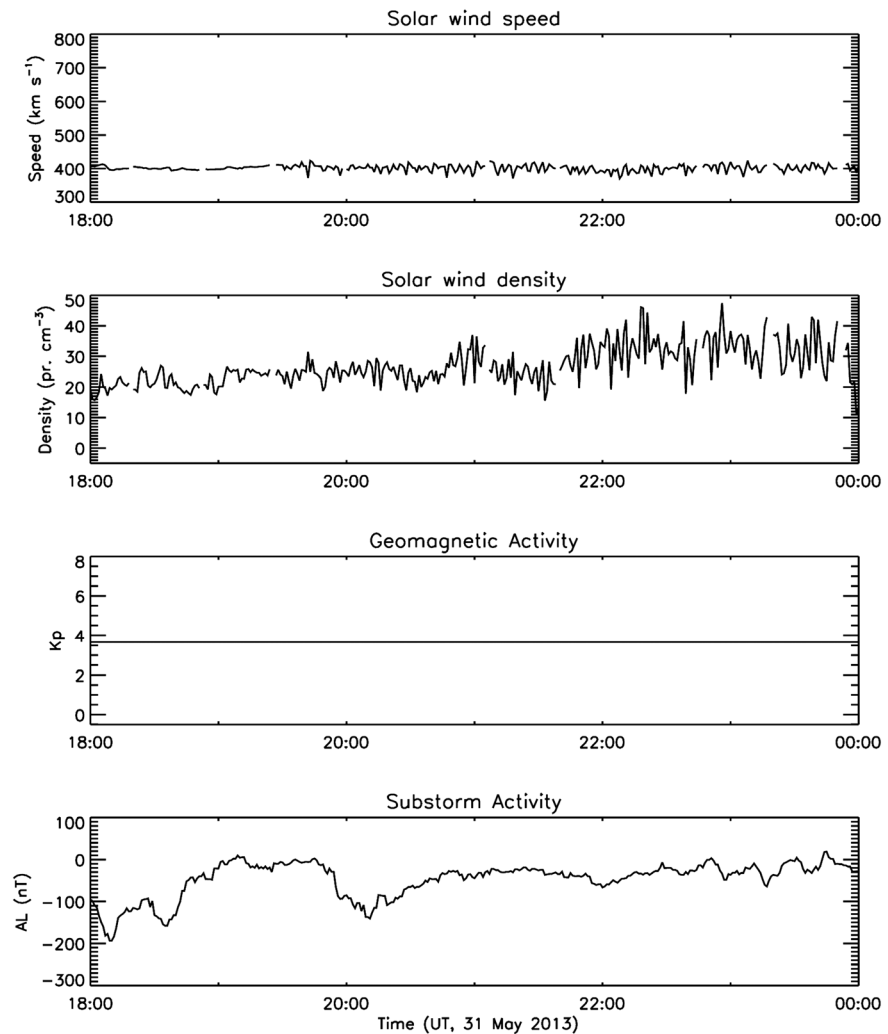 Solar wind speed
800
700
600
500
400
300
Speed (km s⁻¹)
18:00 20:00 22:00 00:00
Solar wind density
50
40
30
20
10
0
Density (pr. cm⁻³)
18:00 20:00 22:00 00:00
Geomagnetic Activity
8
6
4
2
0
Kp
18:00 20:00 22:00 00:00
Substorm Activity
100
0
-100
-200
-300
AL (nT)
18:00 20:00 22:00 00:00
Time (UT, 31 May 2013)